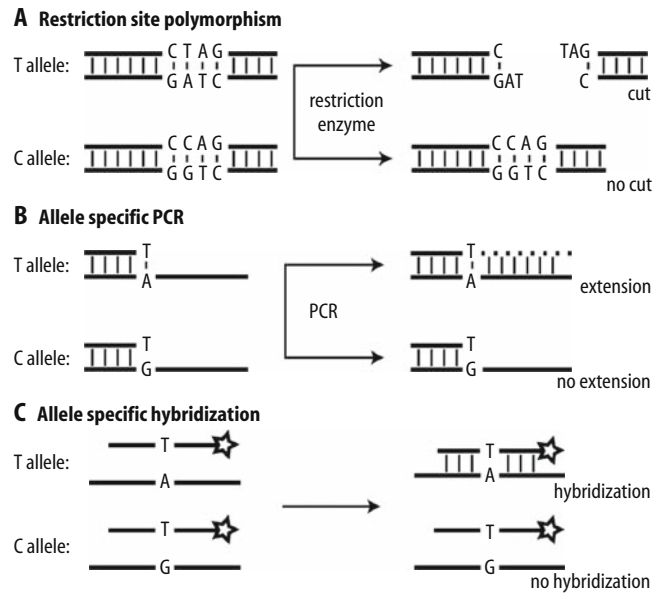 A Restriction site polymorphism
T allele:
C T A G
G A T C
restriction
enzyme
C
GAT
TAG
C
cut
C allele:
C C A G
G G T C
C C A G
G G T C
no cut
B Allele specific PCR
T allele:
T
A
PCR
T
A
extension
C allele:
T
G
T
G
no extension
C Allele specific hybridization
T allele:
T
A
T
A
hybridization
C allele:
T
G
T
G
no hybridization